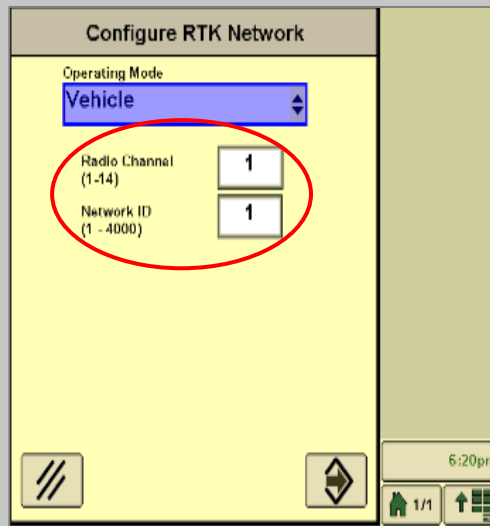 Configure RTK Network
Operating Mode
Vehicle
Radio Channel
(1-14)
1
Network ID
(1 - 4000)
1
6:20pm
1/1